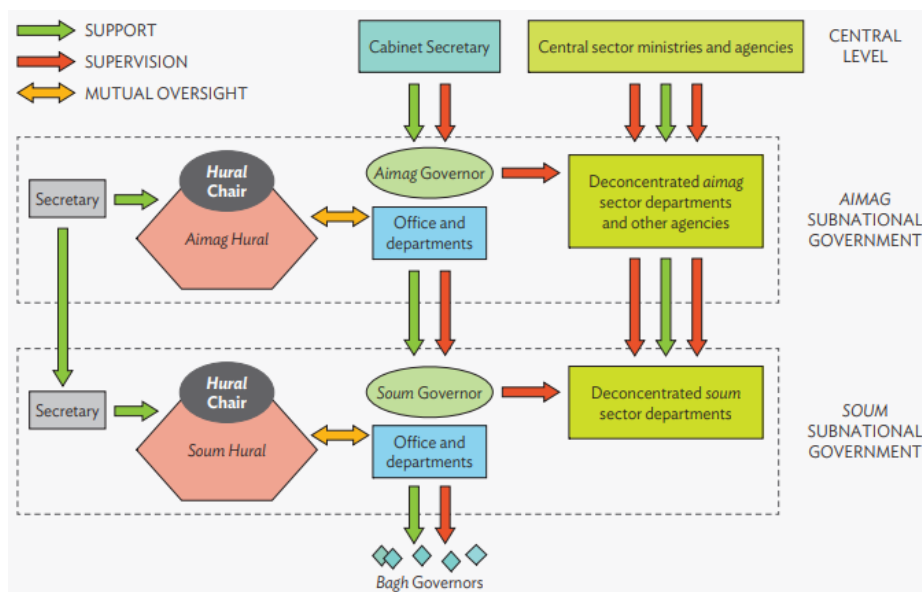 SUPPORT
SUPERVISION
MUTUAL OVERSIGHT
Cabinet Secretary
Central sector ministries and agencies
CENTRAL
LEVEL
Secretary
Hural
Chair
Aimag Hural
Aimag Governor
Office and
departments
Deconcentrated aimag
sector departments
and other agencies
AIMAG
SUBNATIONAL
GOVERNMENT
Secretary
Hural
Chair
Soum Hural
Soum Governor
Office and
departments
Deconcentrated soum
sector departments
SOUM
SUBNATIONAL
GOVERNMENT
Bagh Governors